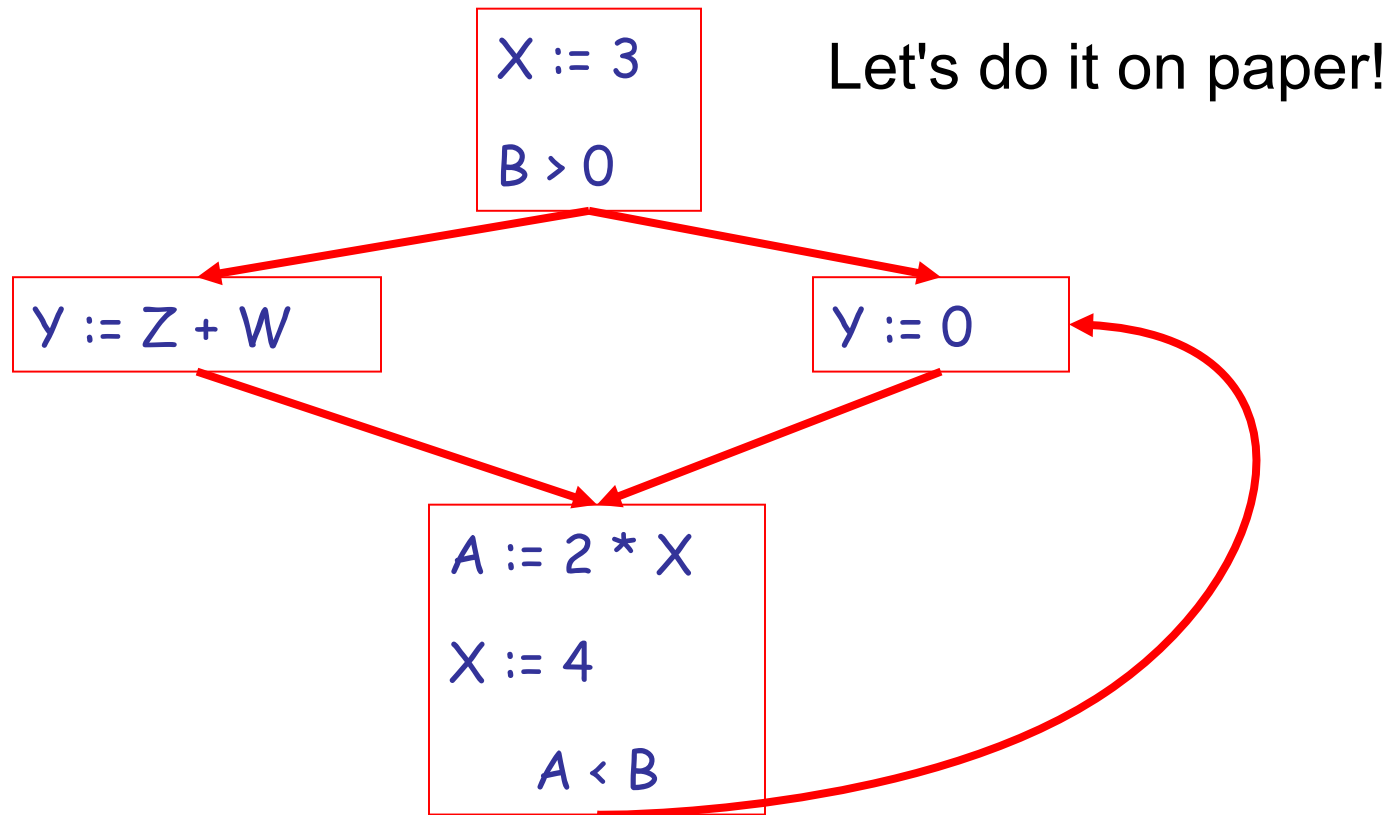 X := 3
Let's do it on paper!
B > 0
Y := Z + W
Y := 0
A := 2 * X
X := 4
A < B